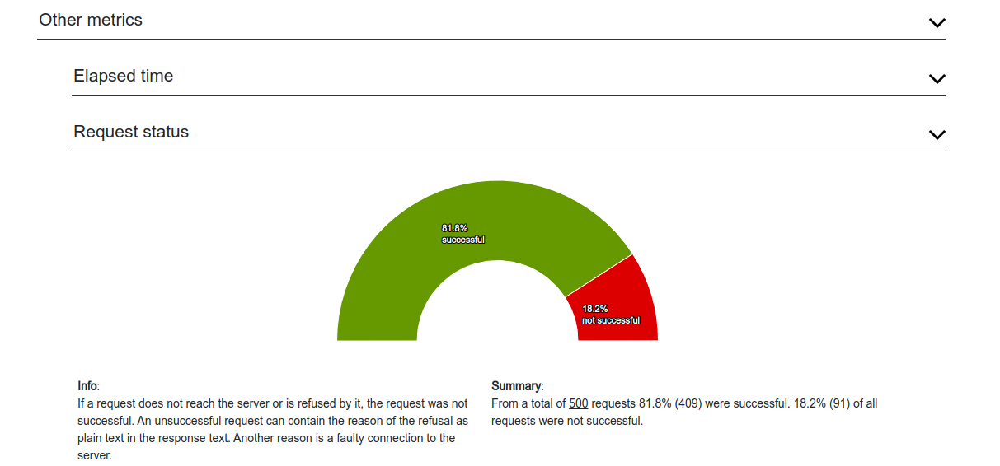 Other metrics
Elapsed time
Request status
81.8%
successful
18.2%
not successful
Info:
If a request does not reach the server or is refused by it, the request was not
successful. An unsuccessful request can contain the reason of the refusal as
plain text in the response text. Another reason is a faulty connection to the
server.
Summary:
From a total of 500 requests 81.8% (409) were successful. 18.2% (91) of all
requests were not successful.